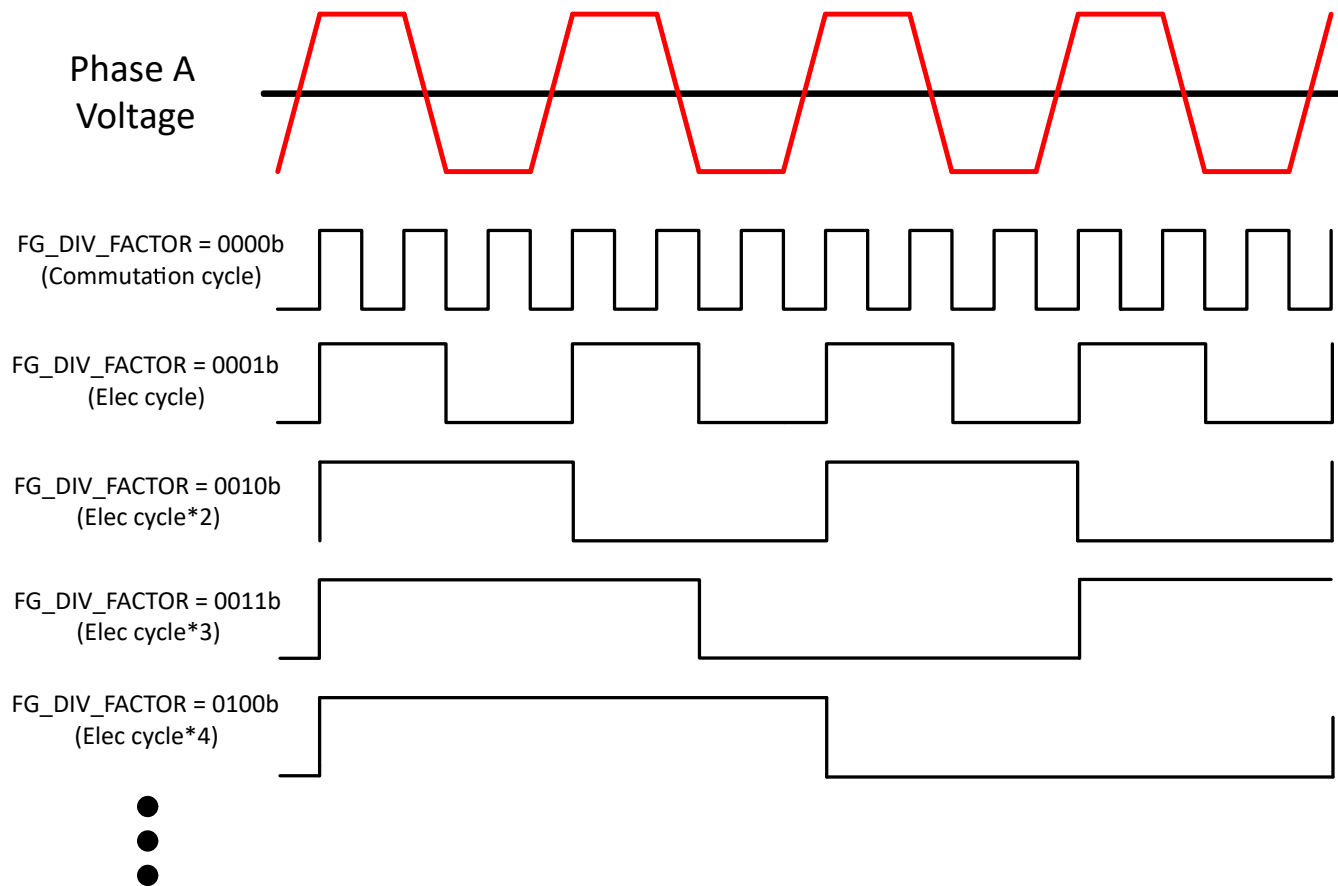 Phase A
Voltage
FG_DIV_FACTOR = 0000b
(Commutation cycle)
FG_DIV_FACTOR = 0001b
(Elec cycle)
FG_DIV_FACTOR = 0010b
(Elec cycle*2)
FG_DIV_FACTOR = 0011b
(Elec cycle*3)
FG_DIV_FACTOR = 0100b
(Elec cycle*4)